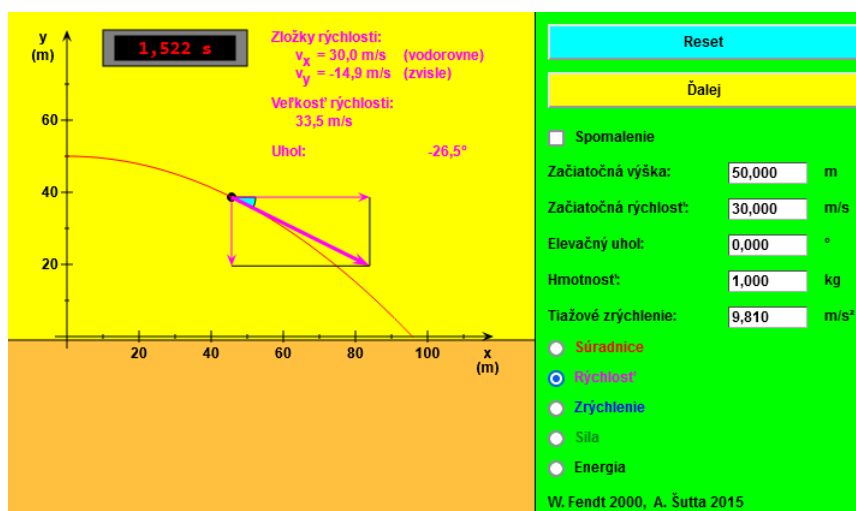 y
(m)
1,522 s
Zložky rýchlosti:
vx = 30,0 m/s (vodorovne)
vy = -14,9 m/s (zvisle)
Veľkosť rýchlosti:
33,5 m/s
Uhol: -26,5°
60
40
20
20 40 60 80 100 x
(m)
Reset
Ďalej
Spomalenie
Začiatočná výška: 50,000 m
Začiatočná rýchlosť: 30,000 m/s
Elevačný uhol: 0,000 °
Hmotnosť: 1,000 kg
Tiažové zrýchlenie: 9,810 m/s²
Súradnice
Rýchlosť
Zrýchlenie
Sila
Energia
W. Fendt 2000, A. Šutta 2015